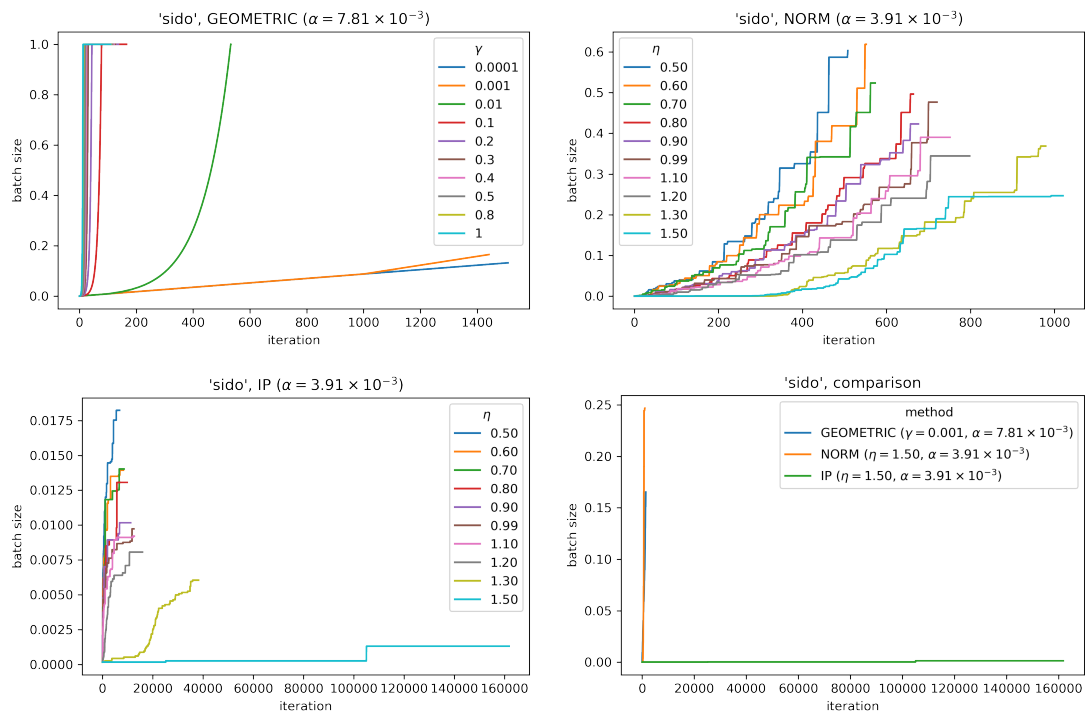 'sido', GEOMETRIC (α = 7.81 × 10⁻³)
batch size
1.0
0.8
0.6
0.4
0.2
0.0
0 200 400 600 800 1000 1200 1400
iteration
γ
0.0001
0.001
0.01
0.1
0.2
0.3
0.4
0.5
0.8
1
'sido', NORM (α = 3.91 × 10⁻³)
batch size
0.6
0.5
0.4
0.3
0.2
0.1
0.0
0 200 400 600 800 1000
iteration
η
0.50
0.60
0.70
0.80
0.90
0.99
1.10
1.20
1.30
1.50
'sido', IP (α = 3.91 × 10⁻³)
batch size
0.0175
0.0150
0.0125
0.0100
0.0075
0.0050
0.0025
0.0000
0 20000 40000 60000 80000 100000 120000 140000 160000
iteration
η
0.50
0.60
0.70
0.80
0.90
0.99
1.10
1.20
1.30
1.50
'sido', comparison
batch size
0.25
0.20
0.15
0.10
0.05
0.00
0 20000 40000 60000 80000 100000 120000 140000 160000
iteration
method
GEOMETRIC (γ = 0.001, α = 7.81 × 10⁻³)
NORM (η = 1.50, α = 3.91 × 10⁻³)
IP (η = 1.50, α = 3.91 × 10⁻³)